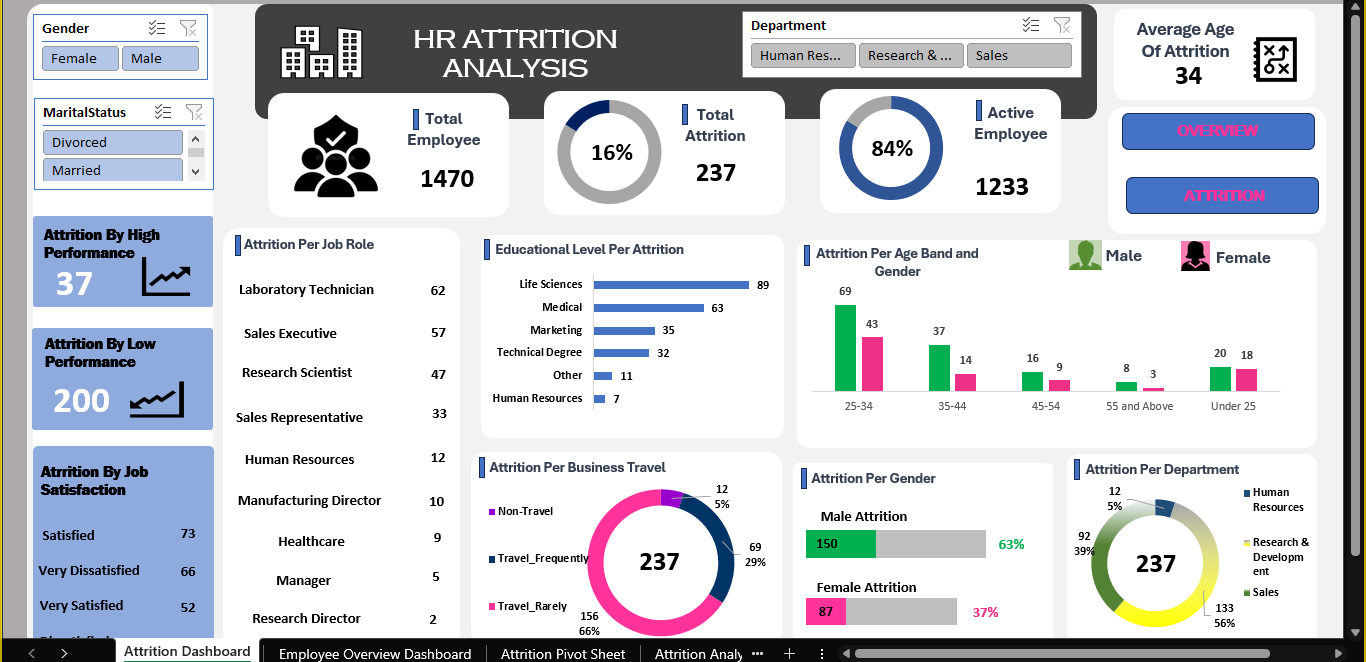 Gender
Female
Male
MaritalStatus
Divorced
Married
HR ATTRITION
ANALYSIS
Department
Human Res...
Research & ...
Sales
Average Age
Of Attrition
34
OVERVIEW
ATTRITION
Total
Employee
1470
16%
Total
Attrition
237
84%
Active
Employee
1233
Attrition By High
Performance
37
Attrition By Low
Performance
200
Atrrition By Job
Satisfaction
Satisfied 73
Very Dissatisfied 66
Very Satisfied 52
Attrition Per Job Role
Laboratory Technician 62
Sales Executive 57
Research Scientist 47
Sales Representative 33
Human Resources 12
Manufacturing Director 10
Healthcare 9
Manager 5
Research Director 2
Educational Level Per Attrition
Life Sciences 89
Medical 63
Marketing 35
Technical Degree 32
Other 11
Human Resources 7
Attrition Per Age Band and
Gender
Male
Female
69
43
37
14
16
9
8
3
20
18
25-34
35-44
45-54
55 and Above
Under 25
Attrition Per Business Travel
Non-Travel
Travel_Frequently
Travel_Rarely
237
12
5%
69
29%
156
66%
Attrition Per Gender
Male Attrition
150
63%
Female Attrition
87
37%
Attrition Per Department
12
5%
92
39%
237
133
56%
Human
Resources
Research &
Developm
ent
Sales
Attrition Dashboard
Employee Overview Dashboard
Attrition Pivot Sheet
Attrition Analy